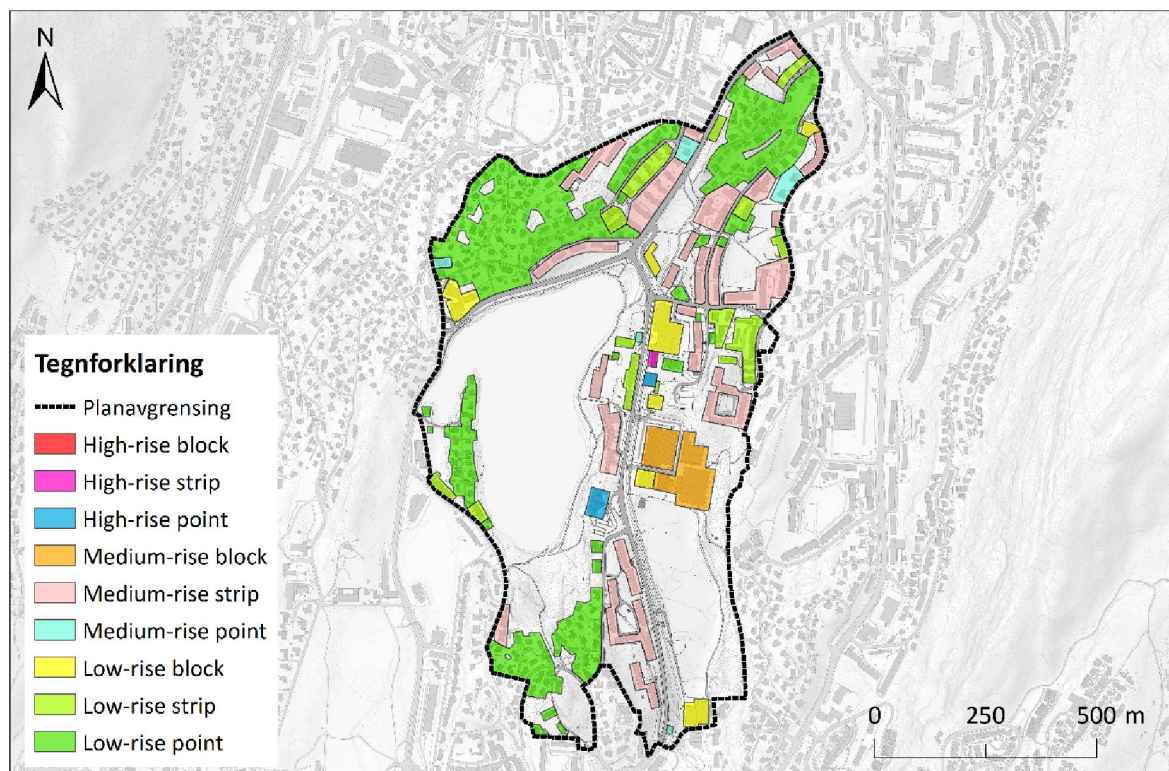 N
Tegnforklaring
Planavgrensing
High-rise block
High-rise strip
High-rise point
Medium-rise block
Medium-rise strip
Medium-rise point
Low-rise block
Low-rise strip
Low-rise point
0 250 500 m